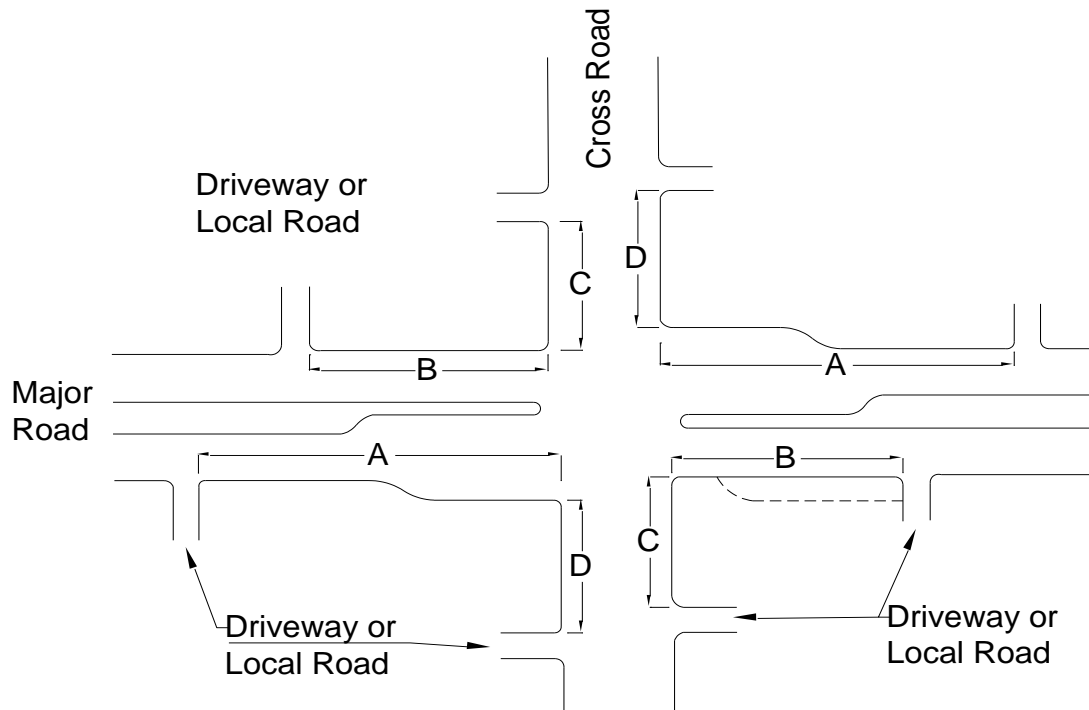 Cross Road
Driveway or
Local Road
D
C
B
A
Major
Road
A
B
C
D
Driveway or
Local Road
Driveway or
Local Road